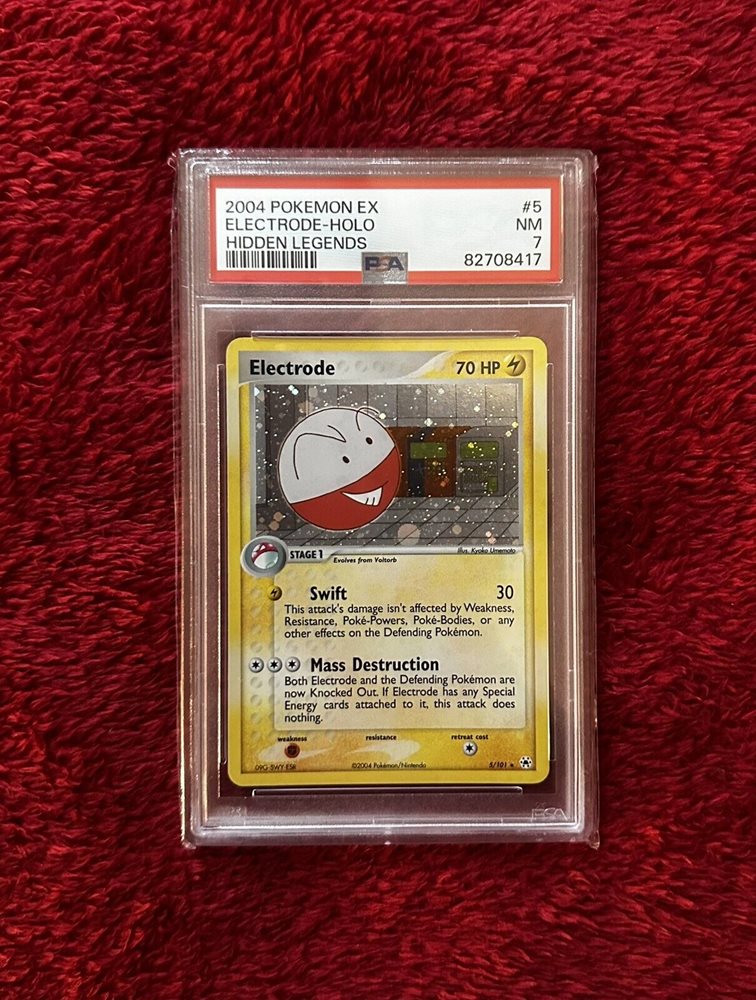 2004 POKEMON EX #5
ELECTRODE-HOLO NM
HIDDEN LEGENDS 7
PSA 82708417
Electrode 70 HP
STAGE 1 Illus. Kyoko Umemoto
Evolves from Voltorb
Swift 30
This attack's damage isn't affected by Weakness,
Resistance, Poké-Powers, Poké-Bodies, or any
other effects on the Defending Pokémon.
Mass Destruction
Both Electrode and the Defending Pokémon are
now Knocked Out. If Electrode has any Special
Energy cards attached to it, this attack does
nothing.
weakness resistance retreat cost
09G-5WY-ESR ©2004 Pokémon/Nintendo 5/101 ★
PSA